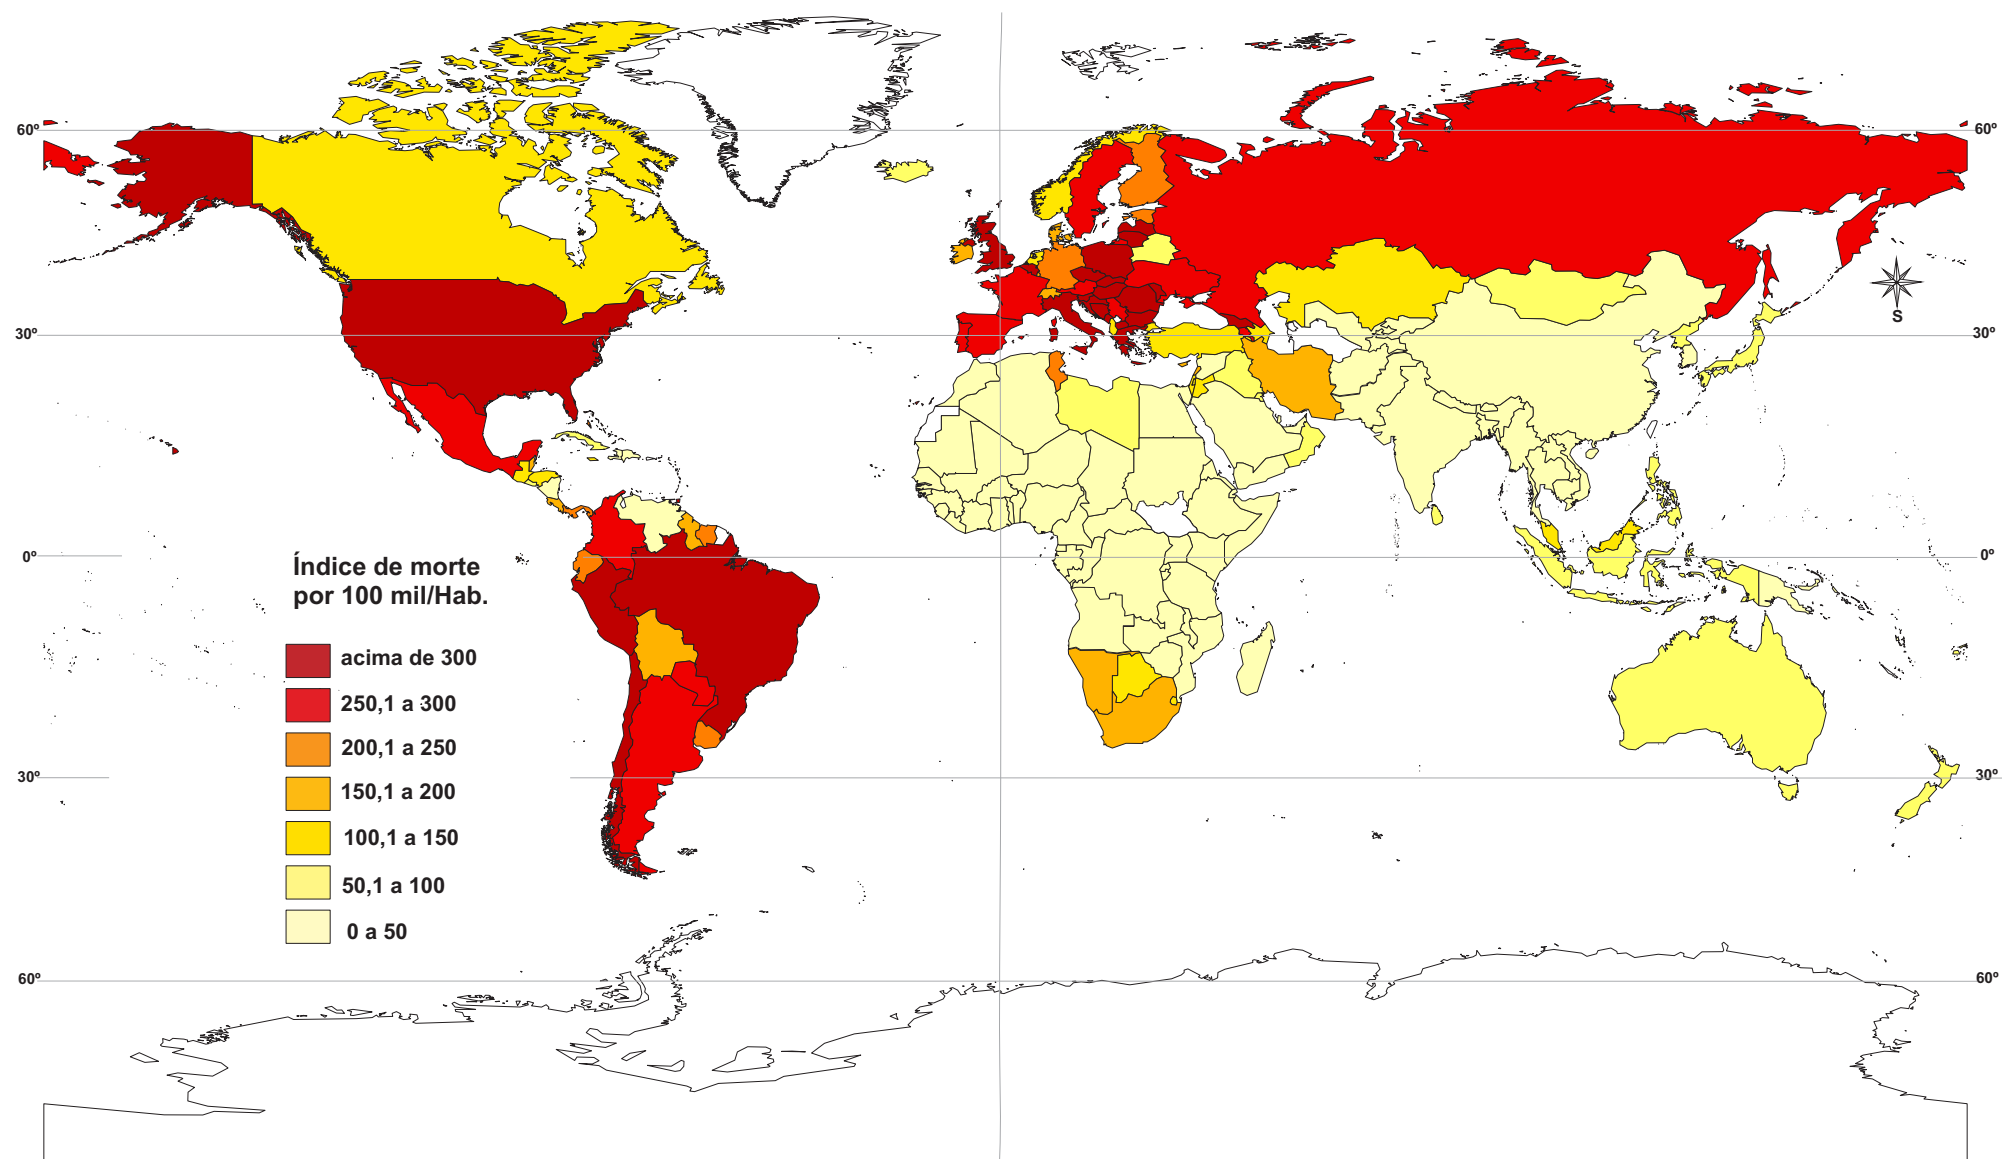 60º
60º
S
30º
30º
0º
0º
Índice de morte
por 100 mil/Hab.
acima de 300
250,1 a 300
200,1 a 250
150,1 a 200
100,1 a 150
50,1 a 100
0 a 50
30º
30º
60º
60º